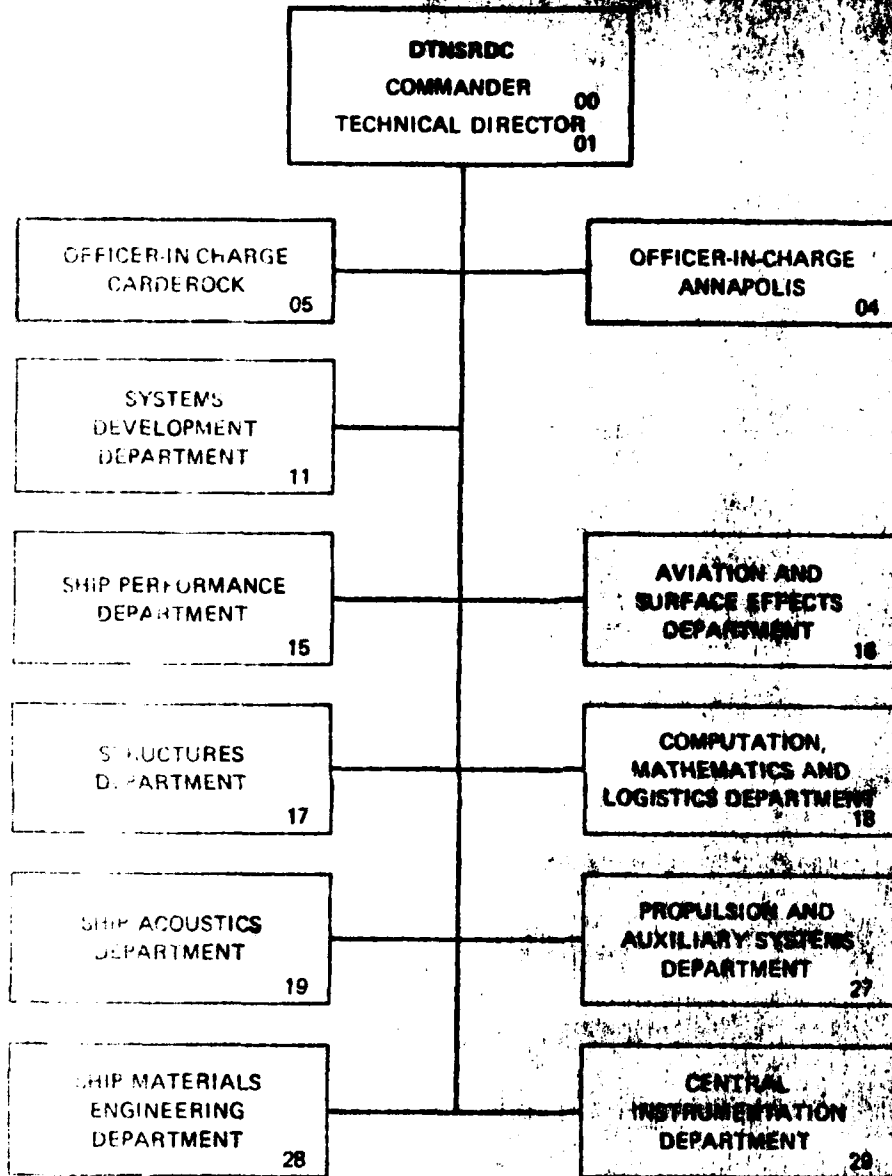 DTNSRDC
COMMANDER 00
TECHNICAL DIRECTOR 01
OFFICER-IN CHARGE
CARDEROCK
05
OFFICER-IN-CHARGE
ANNAPOLIS
04
SYSTEMS
DEVELOPMENT
DEPARTMENT
11
SHIP PERFORMANCE
DEPARTMENT
15
AVIATION AND
SURFACE EFFECTS
DEPARTMENT
16
STRUCTURES
DEPARTMENT
17
COMPUTATION,
MATHEMATICS AND
LOGISTICS DEPARTMENT
18
SHIP ACOUSTICS
DEPARTMENT
19
PROPULSION AND
AUXILIARY SYSTEMS
DEPARTMENT
27
SHIP MATERIALS
ENGINEERING
DEPARTMENT
28
CENTRAL
INSTRUMENTATION
DEPARTMENT
29